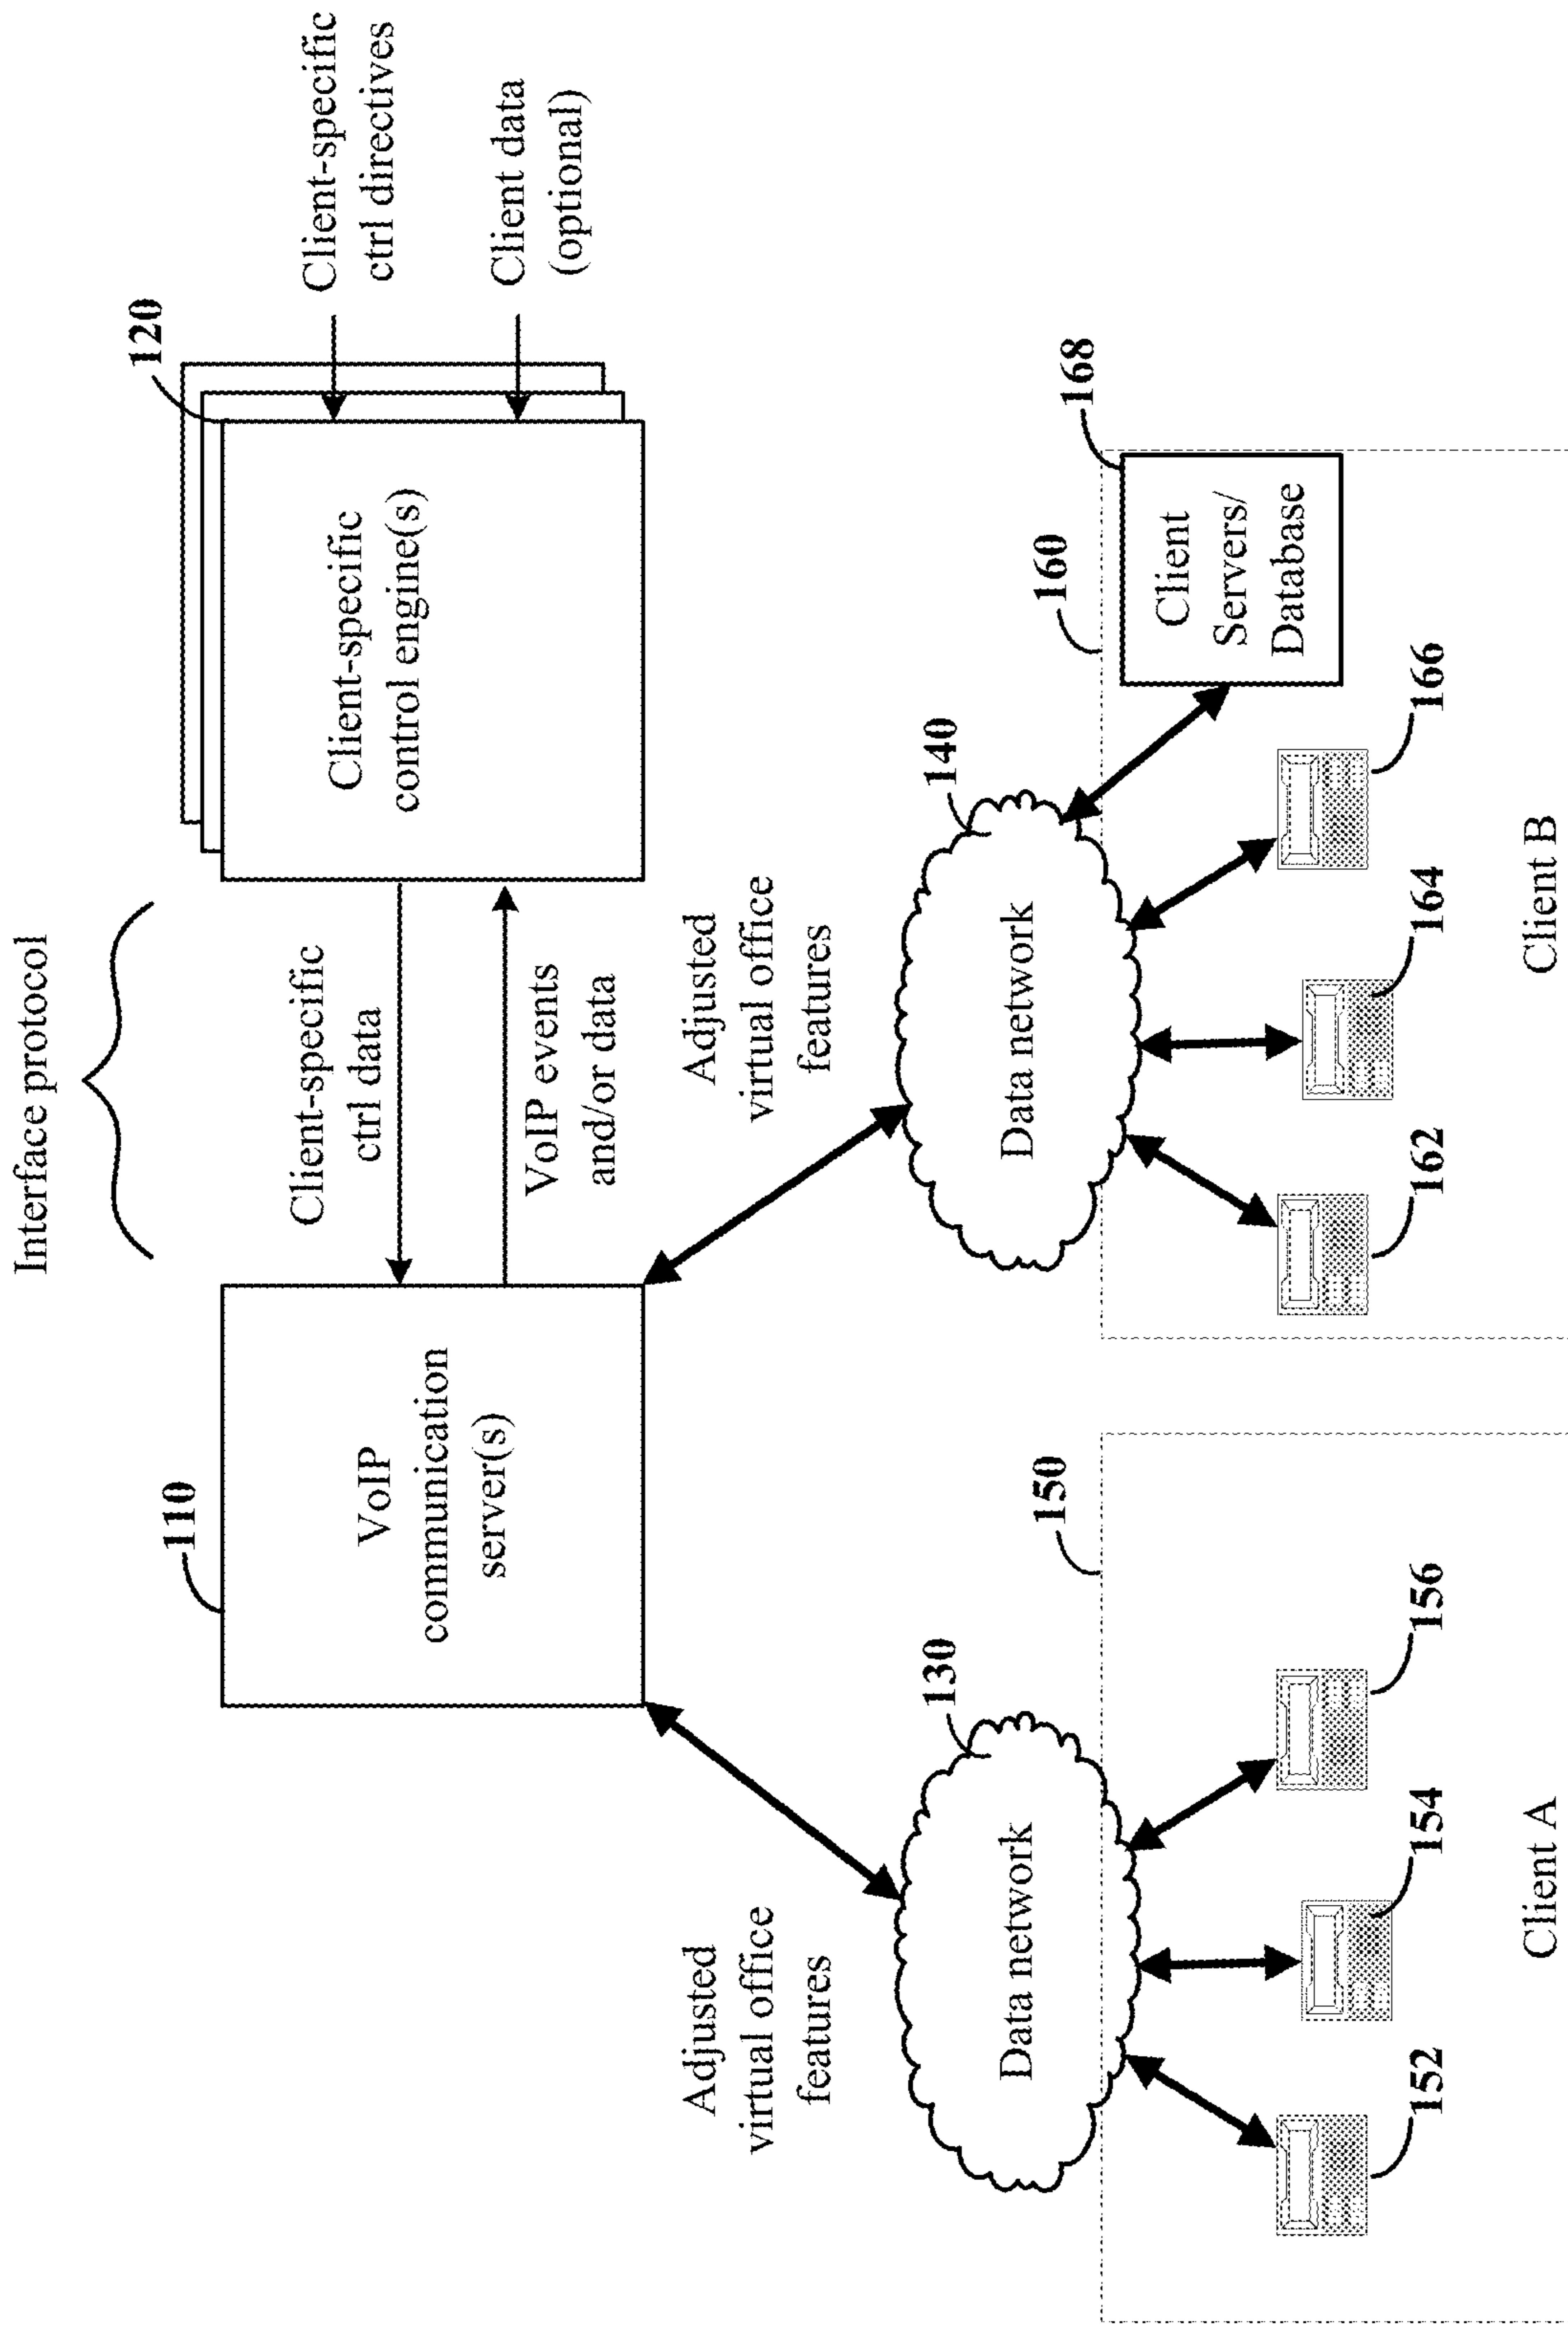 Interface protocol
110
120
VoIP
communication
server(s)
Client-specific
ctrl data
VoIP events
and/or data
Client-specific
control engine(s)
Client-specific
ctrl directives
Client data
(optional)
Adjusted
virtual office
features
Adjusted
virtual office
features
130
Data network
140
Data network
150
152
154
156
Client A
160
162
164
166
168
Client
Servers/
Database
Client B